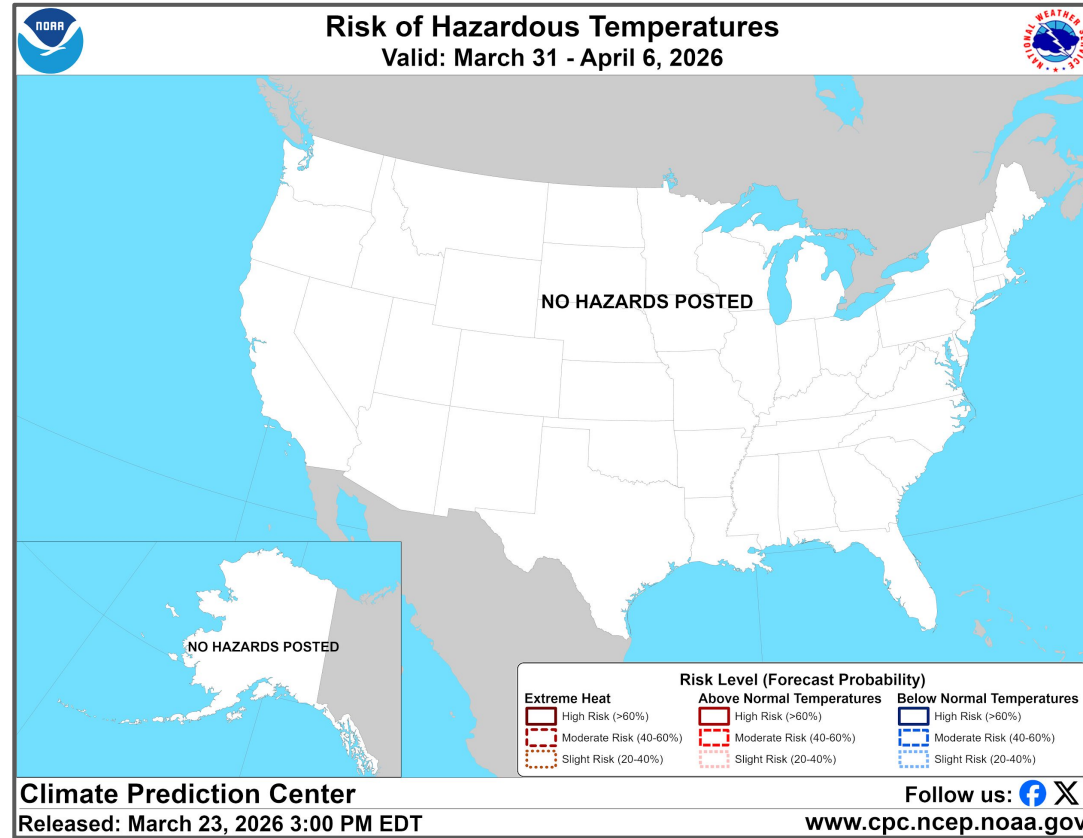 NOAA
Risk of Hazardous Temperatures
Valid: March 31 - April 6, 2026
NATIONAL WEATHER SERVICE
NO HAZARDS POSTED
NO HAZARDS POSTED
Risk Level (Forecast Probability)
Extreme Heat Above Normal Temperatures Below Normal Temperatures
High Risk (>60%) High Risk (>60%) High Risk (>60%)
Moderate Risk (40-60%) Moderate Risk (40-60%) Moderate Risk (40-60%)
Slight Risk (20-40%) Slight Risk (20-40%) Slight Risk (20-40%)
Climate Prediction Center Follow us:
Released: March 23, 2026 3:00 PM EDT www.cpc.ncep.noaa.gov